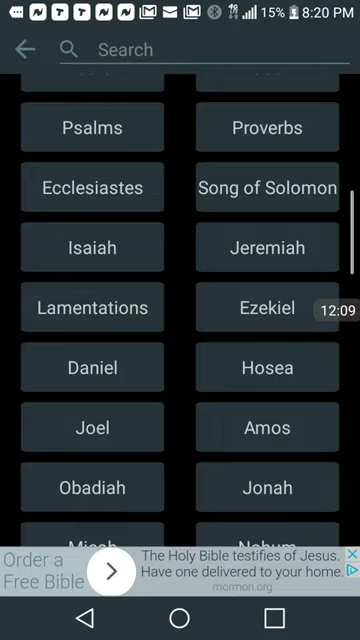 15% 8:20 PM
Search
Psalms Proverbs
Ecclesiastes Song of Solomon
Isaiah Jeremiah
Lamentations Ezekiel
12:09
Daniel Hosea
Joel Amos
Obadiah Jonah
Micah Nahum
Order a
Free Bible
The Holy Bible testifies of Jesus.
Have one delivered to your home.
mormon.org